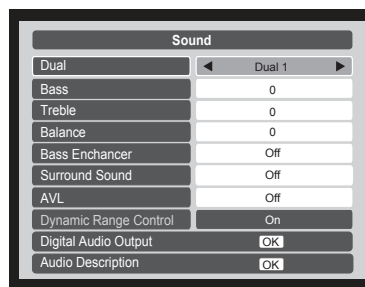 Sound
Dual Dual 1
Bass 0
Treble 0
Balance 0
Bass Enchancer Off
Surround Sound Off
AVL Off
Dynamic Range Control On
Digital Audio Output OK
Audio Description OK